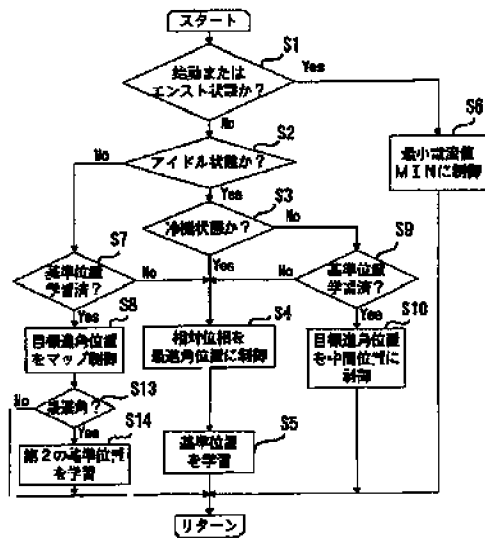 スタート
S1
始動または
エンスト状態か？
Yes
No
S2
アイドル状態か？
No
Yes
S6
最小電流値
MINに制御
S3
冷機状態か？
No
Yes
S7
基準位置
学習済？
No
Yes
S9
基準位置
学習済？
No
Yes
S8
目標進角位置
をマップ制御
S4
相対位相を
最遅角位置に制御
S10
目標進角位置
を中間位置に
制御
S13
最遅角？
No
Yes
S14
第2の基準位置
を学習
S5
基準位置
を学習
リターン